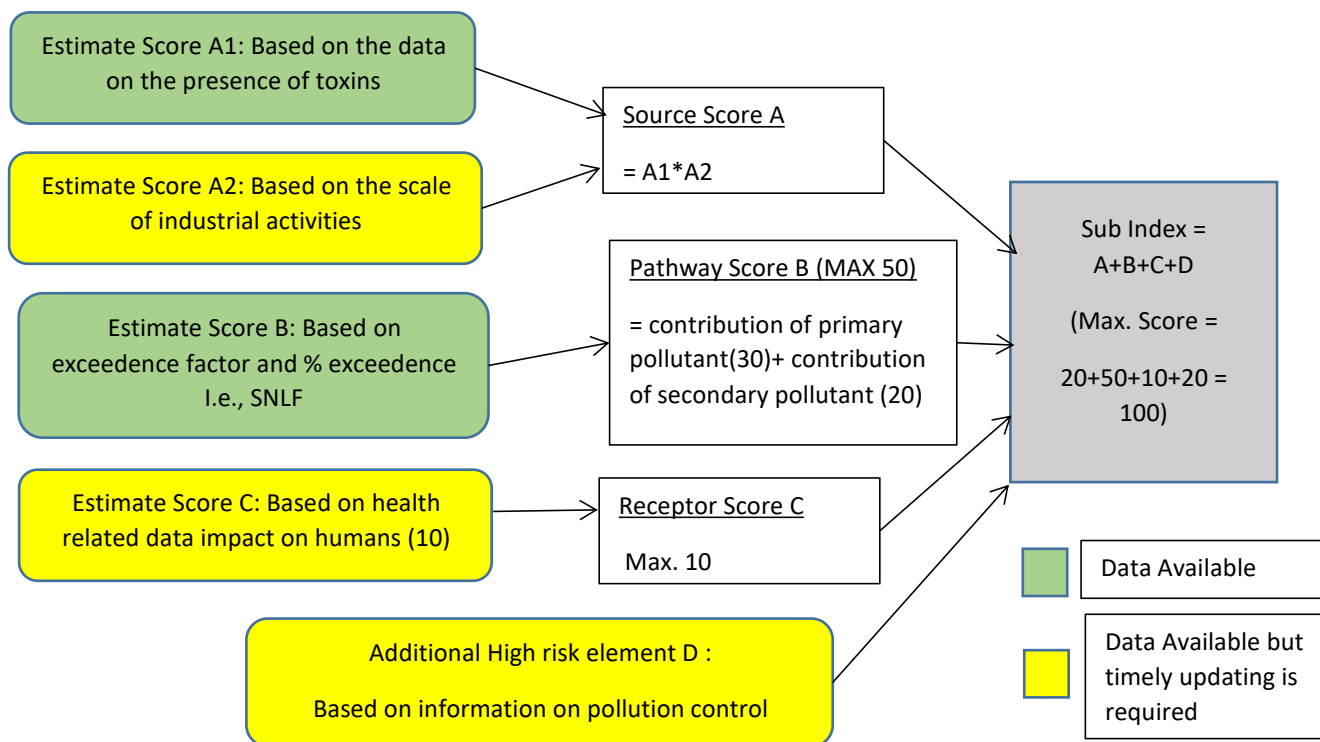 Estimate Score A1: Based on the data
on the presence of toxins
Estimate Score A2: Based on the scale
of industrial activities
Estimate Score B: Based on
exceedence factor and % exceedence
I.e., SNLF
Estimate Score C: Based on health
related data impact on humans (10)
Additional High risk element D :
Based on information on pollution control
Source Score A
= A1*A2
Pathway Score B (MAX 50)
= contribution of primary
pollutant(30)+ contribution
of secondary pollutant (20)
Receptor Score C
Max. 10
Sub Index =
A+B+C+D
(Max. Score =
20+50+10+20 =
100)
Data Available
Data Available but
timely updating is
required